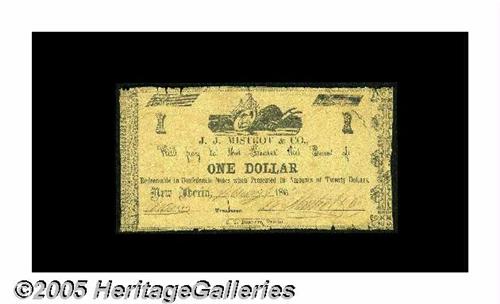 1 1
J. J. MISTROT & CO.,
Will pay to the Bearer the Sum of
ONE DOLLAR
Redeemable in Confederate Notes when Presented in Amounts of Twenty Dollars.
New Iberia, 186
Treasurer
©2005 HeritageGalleries